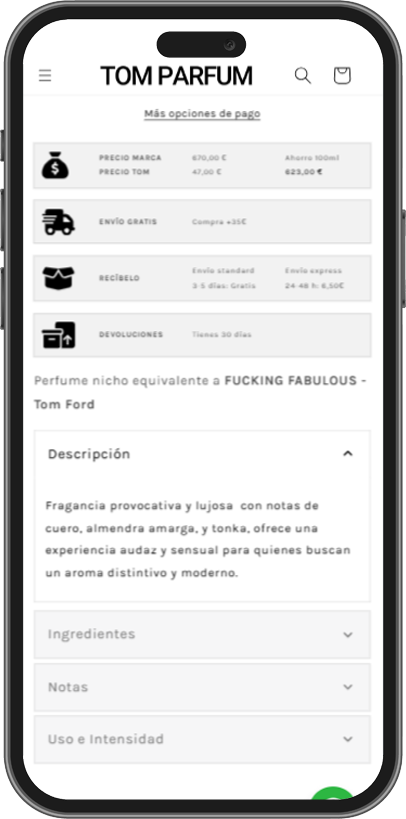 TOM PARFUM
Más opciones de pago
PRECIO MARCA 670,00 € Ahorro 100ml
PRECIO TOM 47,00 € 623,00 €
ENVÍO GRATIS Compra +35€
RECÍBELO
Envío standard Envío express
3-5 días: Gratis 24-48 h: 6,50€
DEVOLUCIONES Tienes 30 días
Perfume nicho equivalente a FUCKING FABULOUS -
Tom Ford
Descripción
Fragancia provocativa y lujosa con notas de
cuero, almendra amarga, y tonka, ofrece una
experiencia audaz y sensual para quienes buscan
un aroma distintivo y moderno.
Ingredientes
Notas
Uso e Intensidad